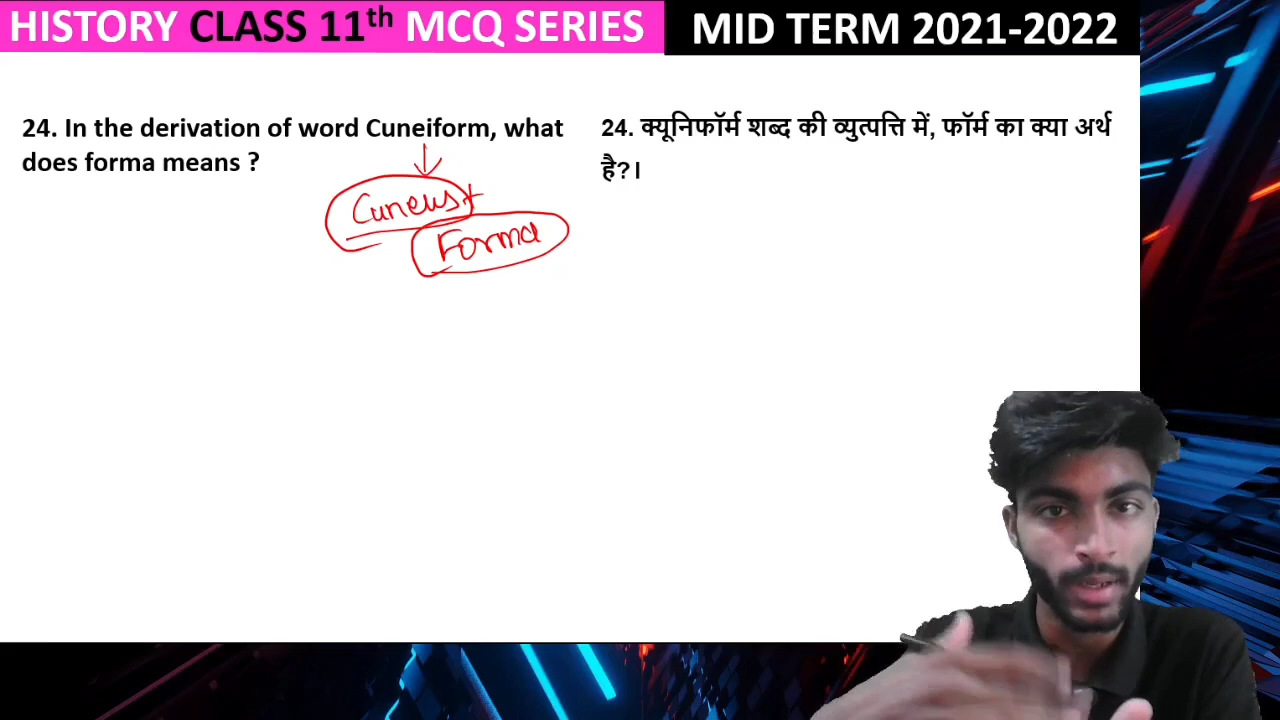 HISTORY CLASS 11th MCQ SERIES
MID TERM 2021-2022
24. In the derivation of word Cuneiform, what
does forma means ?
Cuneus+
Forma
24. क्यूनिफॉर्म शब्द की व्युत्पत्ति में, फॉर्म का क्या अर्थ
है?।